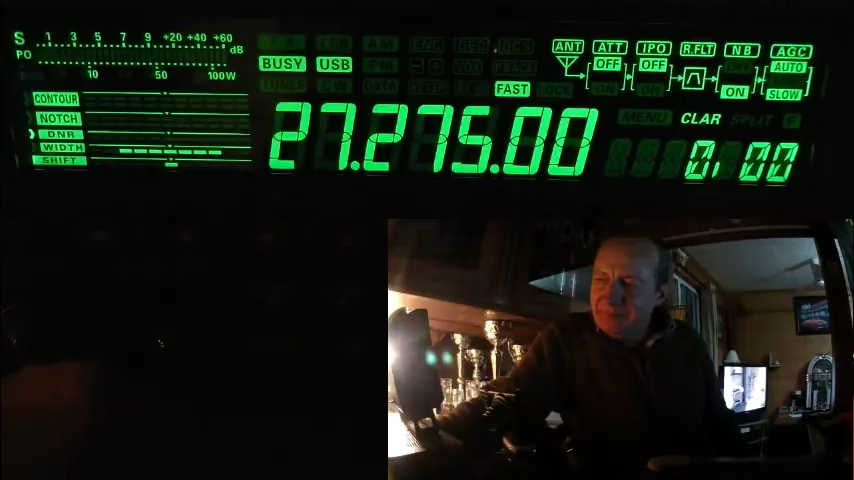 S 1 3 5 7 9 +20 +40 +60 dB
PO 10 50 100W
BUSY USB
FAST
ANT ATT IPO R.FLT NB AGC
OFF OFF AUTO
ON SLOW
CONTOUR
NOTCH
DNR
WIDTH
SHIFT
MENU CLAR SPLIT
27.275.00 0.00